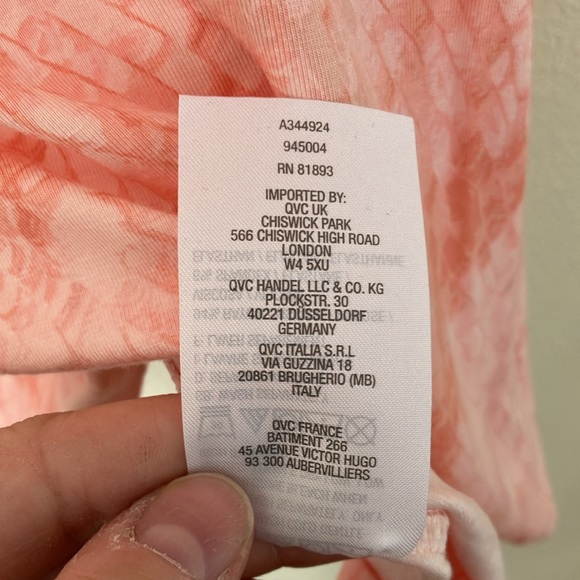 A344924
945004
RN 81893
IMPORTED BY:
QVC UK
CHISWICK PARK
566 CHISWICK HIGH ROAD
LONDON
W4 5XU
QVC HANDEL LLC & CO. KG
PLOCKSTR. 30
40221 DÜSSELDORF
GERMANY
QVC ITALIA S.R.L
VIA GUZZINA 18
20861 BRUGHERIO (MB)
ITALY
QVC FRANCE
BATIMENT 266
45 AVENUE VICTOR HUGO
93 300 AUBERVILLIERS